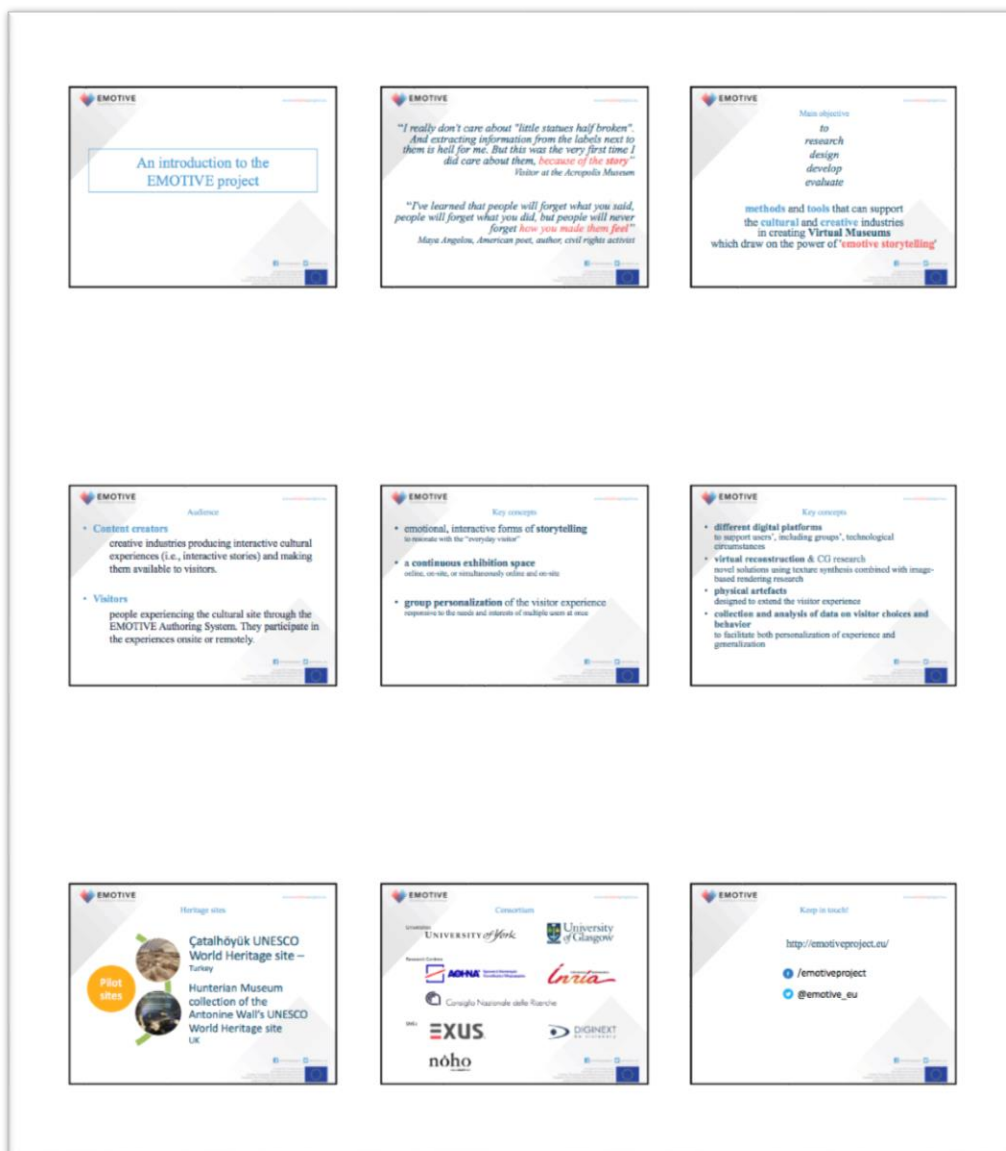 EMOTIVE
An introduction to the
EMOTIVE project
EMOTIVE
“I really don't care about "little statues half broken".
And extracting information from the labels next to
them is hell for me. But this was the very first time I
did care about them, because of the story”
Visitor at the Acropolis Museum
“I've learned that people will forget what you said,
people will forget what you did, but people will never
forget how you made them feel”
Maya Angelou, American poet, author, civil rights activist
EMOTIVE
Main objective
to
research
design
develop
evaluate
methods and tools that can support
the cultural and creative industries
in creating Virtual Museums
which draw on the power of 'emotive storytelling'
EMOTIVE
Audience
• Content creators
creative industries producing interactive cultural
experiences (i.e., interactive stories) and making
them available to visitors.
• Visitors
people experiencing the cultural site through the
EMOTIVE Authoring System. They participate in
the experiences onsite or remotely.
EMOTIVE
Key concepts
• emotional, interactive forms of storytelling
to resonate with the "everyday visitor"
• a continuous exhibition space
online, on-site, or simultaneously online and on-site
• group personalization of the visitor experience
responsive to the needs and interests of multiple users at once
EMOTIVE
Key concepts
• different digital platforms
to support users', including groups', technological
circumstances
• virtual reconstruction & CG research
novel solutions using texture synthesis combined with image-
based rendering research
• physical artefacts
designed to extend the visitor experience
• collection and analysis of data on visitor choices and
behavior
to facilitate both personalization of experience and
generalization
EMOTIVE
Heritage sites
Pilot
sites
Çatalhöyük UNESCO
World Heritage site –
Turkey
Hunterian Museum
collection of the
Antonine Wall's UNESCO
World Heritage site
UK
EMOTIVE
Consortium
Universities
UNIVERSITY of York
University
of Glasgow
Research Centres
ΑΘΗΝΑ
Inria
Consiglio Nazionale delle Ricerche
SMEs
EXUS
DIGINEXT
nōho
EMOTIVE
Keep in touch!
http://emotiveproject.eu/
/emotiveproject
@emotive_eu